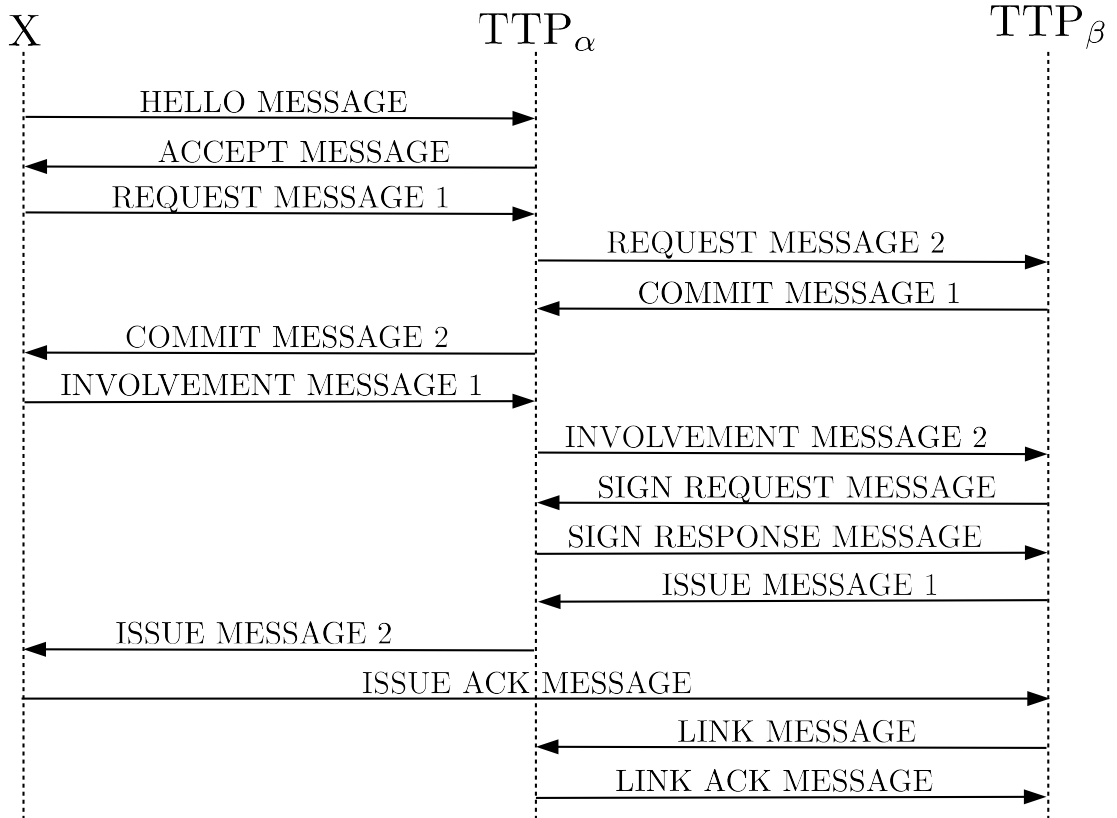 X TTPα TTPβ
HELLO MESSAGE
ACCEPT MESSAGE
REQUEST MESSAGE 1
REQUEST MESSAGE 2
COMMIT MESSAGE 1
COMMIT MESSAGE 2
INVOLVEMENT MESSAGE 1
INVOLVEMENT MESSAGE 2
SIGN REQUEST MESSAGE
SIGN RESPONSE MESSAGE
ISSUE MESSAGE 1
ISSUE MESSAGE 2
ISSUE ACK MESSAGE
LINK MESSAGE
LINK ACK MESSAGE